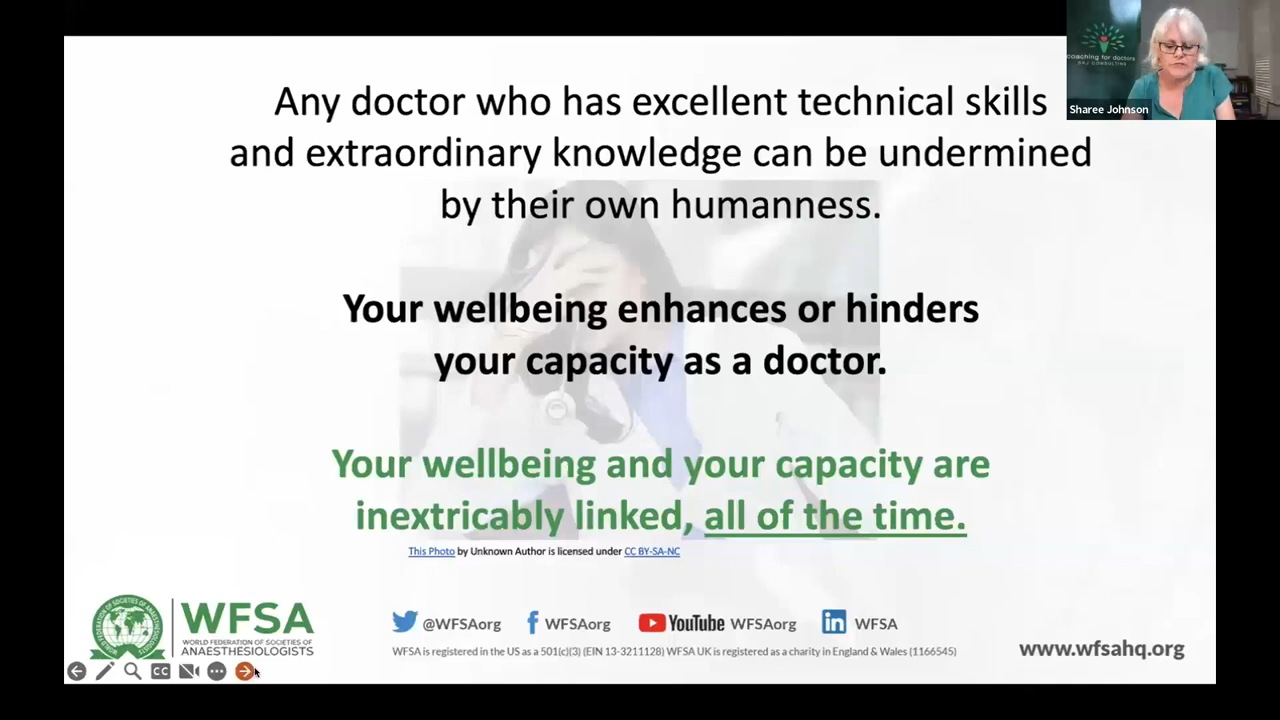 coaching for doctors
SRJ CONSULTING
Sharee Johnson
Any doctor who has excellent technical skills
and extraordinary knowledge can be undermined
by their own humanness.
Your wellbeing enhances or hinders
your capacity as a doctor.
Your wellbeing and your capacity are
inextricably linked, all of the time.
This Photo by Unknown Author is licensed under CC BY-SA-NC
WFSA
WORLD FEDERATION OF SOCIETIES OF
ANAESTHESIOLOGISTS
@WFSAorg
WFSAorg
YouTube WFSAorg
in WFSA
WFSA is registered in the US as a 501(c)(3) (EIN 13-3211128) WFSA UK is registered as a charity in England & Wales (1166545)
www.wfsahq.org
CC